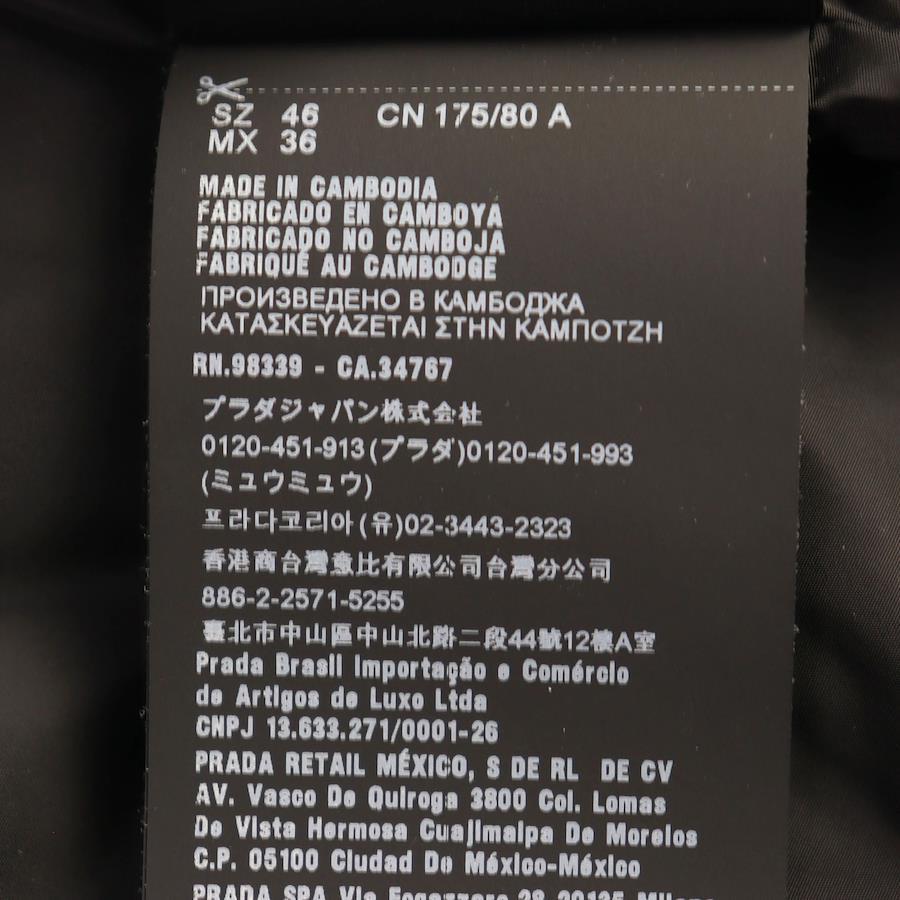 SZ 46 CN 175/80 A
MX 36
MADE IN CAMBODIA
FABRICADO EN CAMBOYA
FABRICADO NO CAMBOJA
FABRIQUÉ AU CAMBODGE
ПРОИЗВЕДЕНО В КАМБОДЖА
ΚΑΤΑΣΚΕΥΑΖΕΤΑΙ ΣΤΗΝ ΚΑΜΠΟΤΖΗ
RN.98339 - CA.34767
プラダジャパン株式会社
0120-451-913(プラダ)0120-451-993
(ミュウミュウ)
프라다코리아(유)02-3443-2323
香港商台灣意比有限公司台灣分公司
886-2-2571-5255
臺北市中山區中山北路二段44號12樓A室
Prada Brasil Importação e Comércio
de Artigos de Luxo Ltda
CNPJ 13.633.271/0001-26
PRADA RETAIL MÉXICO, S DE RL DE CV
AV. Vasco De Quiroga 3800 Col. Lomas
De Vista Hermosa Cuajimalpa De Morelos
C.P. 05100 Ciudad De México-México
PRADA SPA Via Fogazzaro 28 20135 Milano